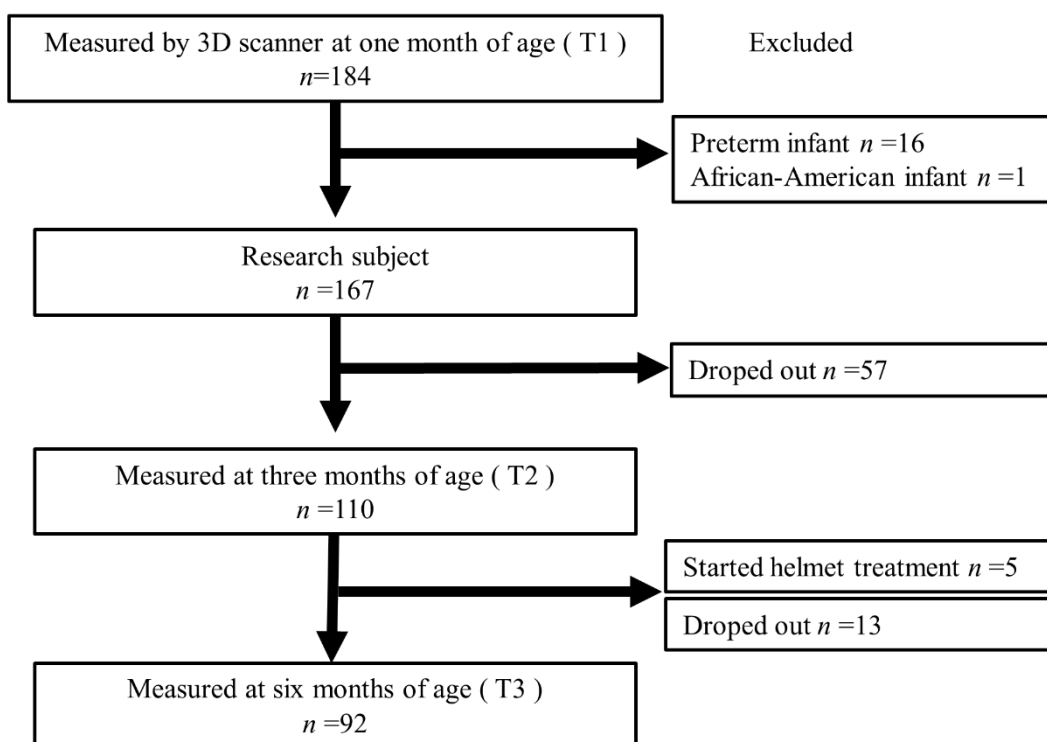 Measured by 3D scanner at one month of age ( T1 )
n=184
Excluded
Preterm infant n =16
African-American infant n =1
Research subject
n =167
Droped out n =57
Measured at three months of age ( T2 )
n =110
Started helmet treatment n =5
Droped out n =13
Measured at six months of age ( T3 )
n =92